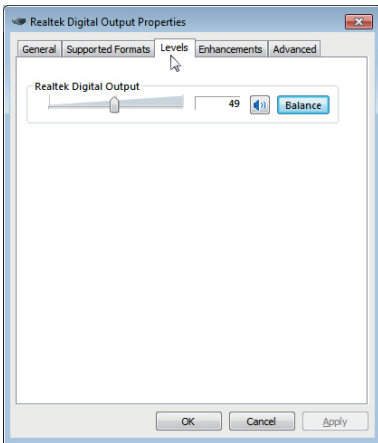 Realtek Digital Output Properties
General Supported Formats Levels Enhancements Advanced
Realtek Digital Output
49 Balance
OK Cancel Apply